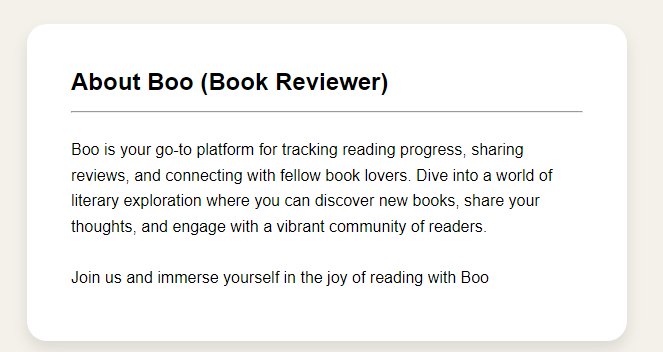 About Boo (Book Reviewer)
Boo is your go-to platform for tracking reading progress, sharing
reviews, and connecting with fellow book lovers. Dive into a world of
literary exploration where you can discover new books, share your
thoughts, and engage with a vibrant community of readers.
Join us and immerse yourself in the joy of reading with Boo